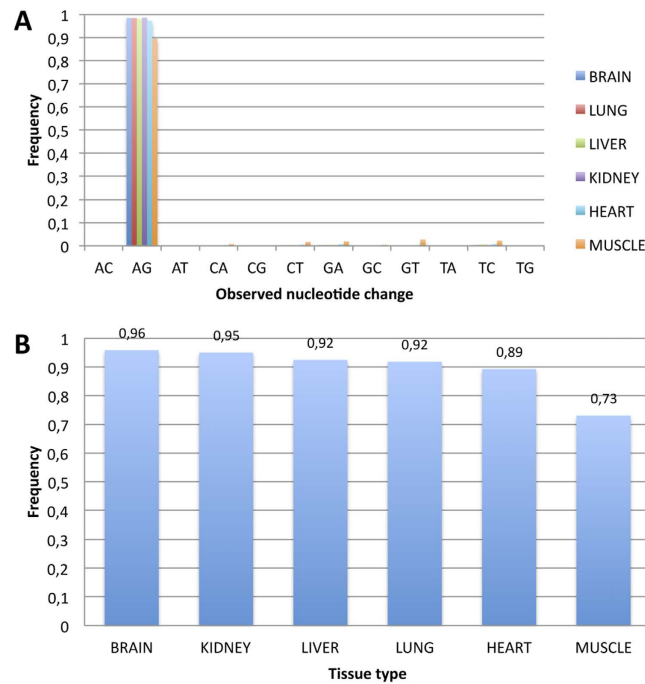 A
1
0,9
0,8
0,7
0,6
0,5
0,4
0,3
0,2
0,1
0
Frequency
AC AG AT CA CG CT GA GC GT TA TC TG
Observed nucleotide change
BRAIN
LUNG
LIVER
KIDNEY
HEART
MUSCLE
B
1
0,9
0,8
0,7
0,6
0,5
0,4
0,3
0,2
0,1
0
Frequency
0,96 0,95 0,92 0,92 0,89 0,73
BRAIN KIDNEY LIVER LUNG HEART MUSCLE
Tissue type